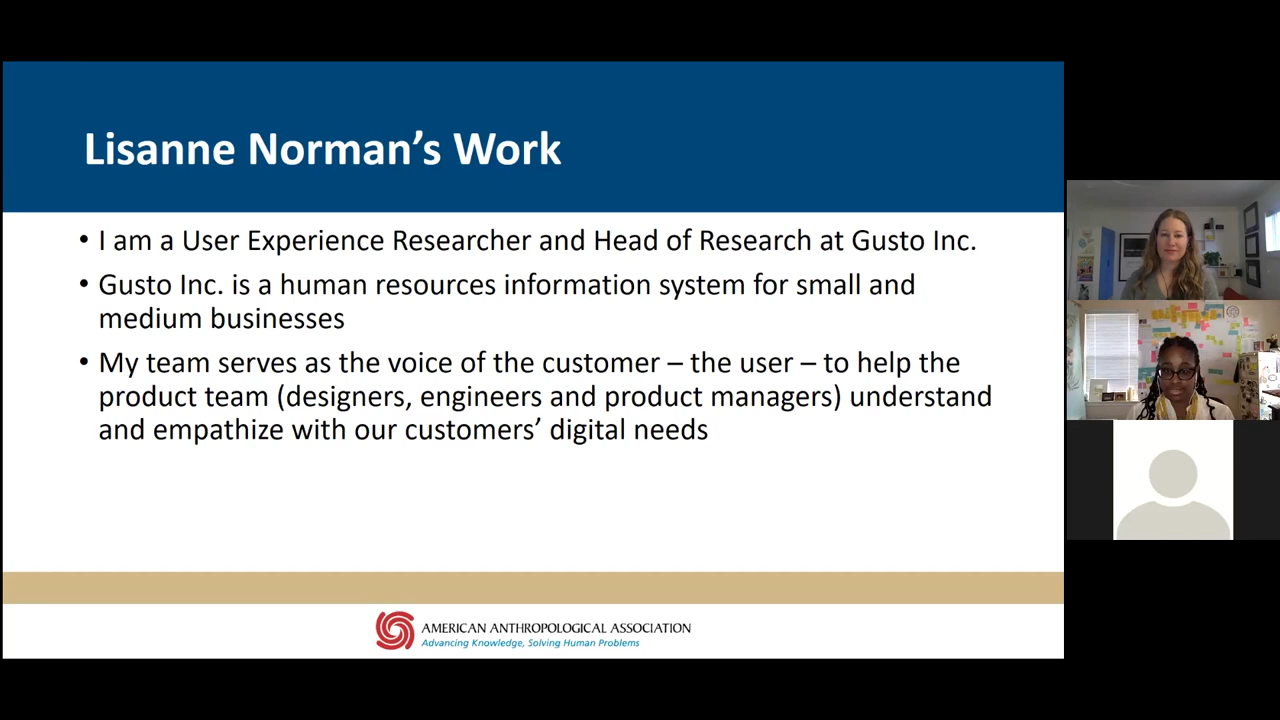 Lisanne Norman’s Work
• I am a User Experience Researcher and Head of Research at Gusto Inc.
• Gusto Inc. is a human resources information system for small and
medium businesses
• My team serves as the voice of the customer – the user – to help the
product team (designers, engineers and product managers) understand
and empathize with our customers’ digital needs
AMERICAN ANTHROPOLOGICAL ASSOCIATION
Advancing Knowledge, Solving Human Problems